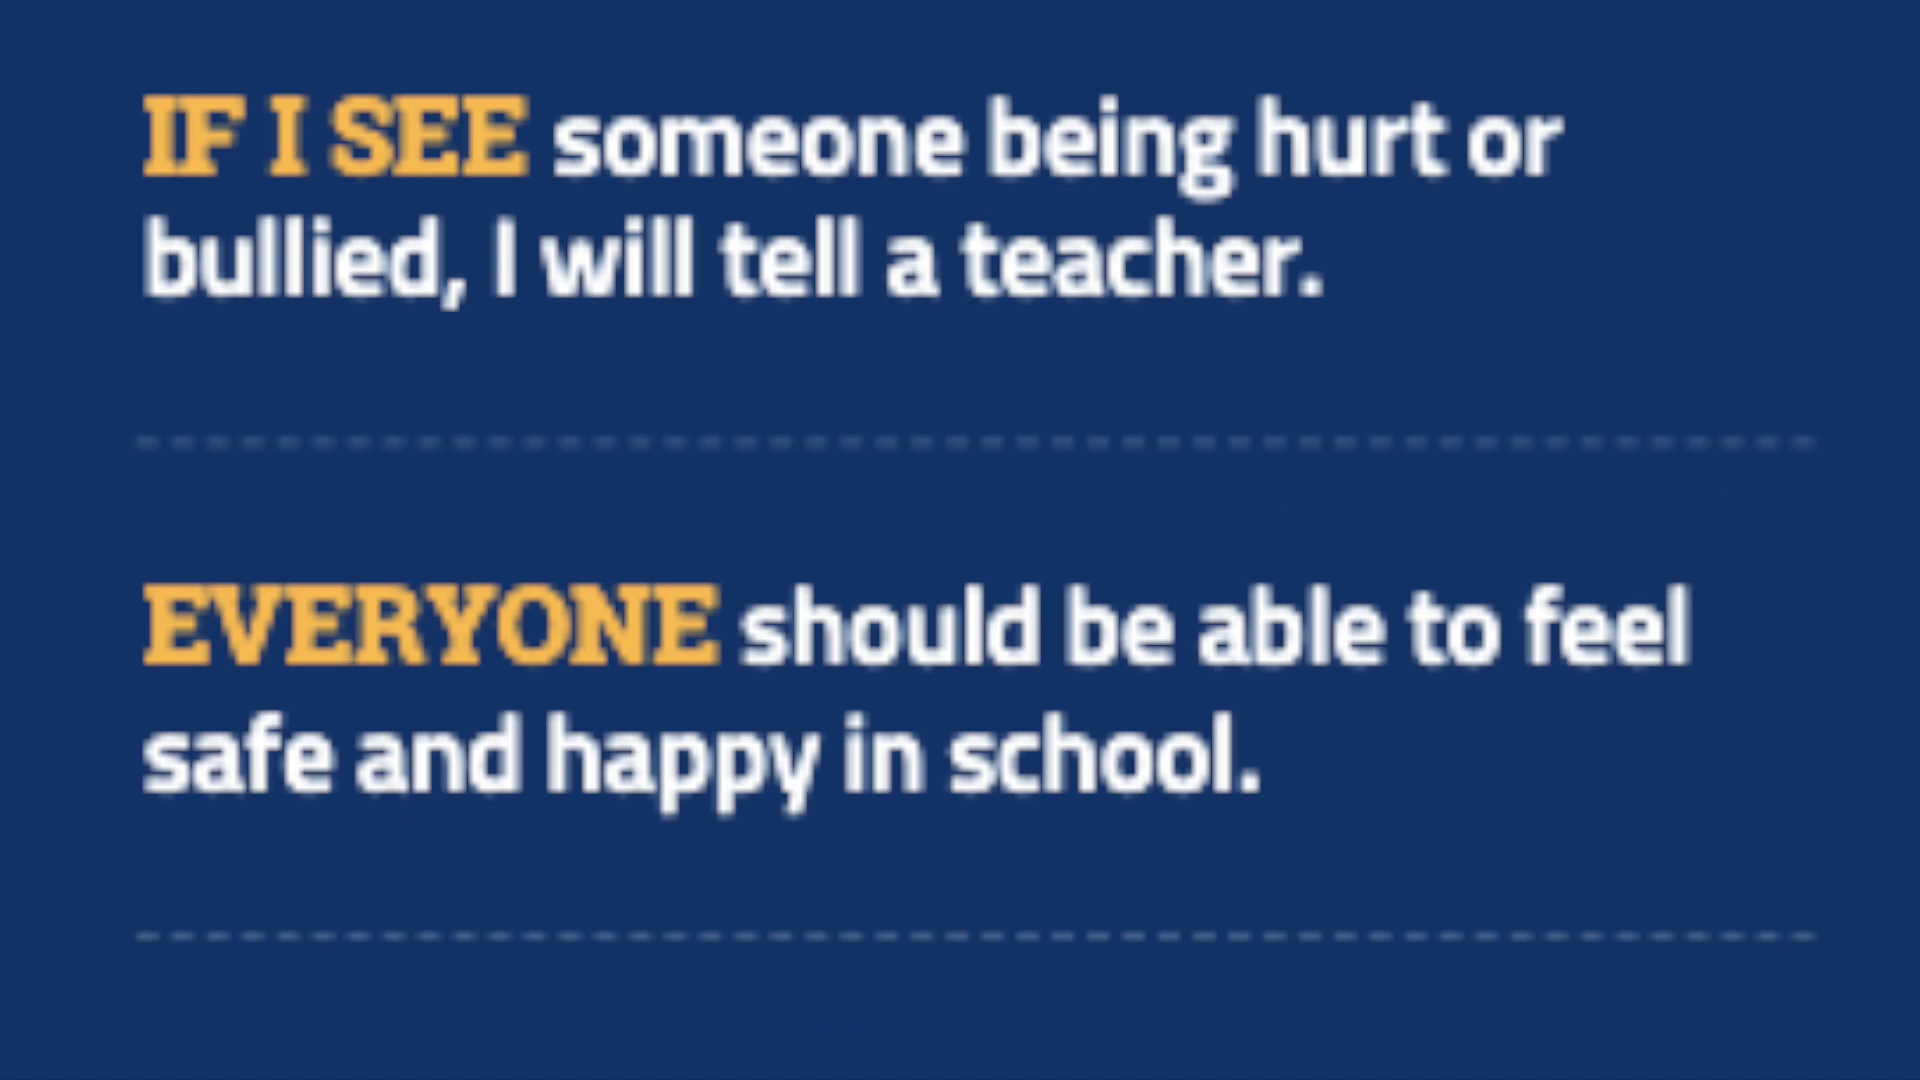 IF I SEE someone being hurt or
bullied, I will tell a teacher.
EVERYONE should be able to feel
safe and happy in school.